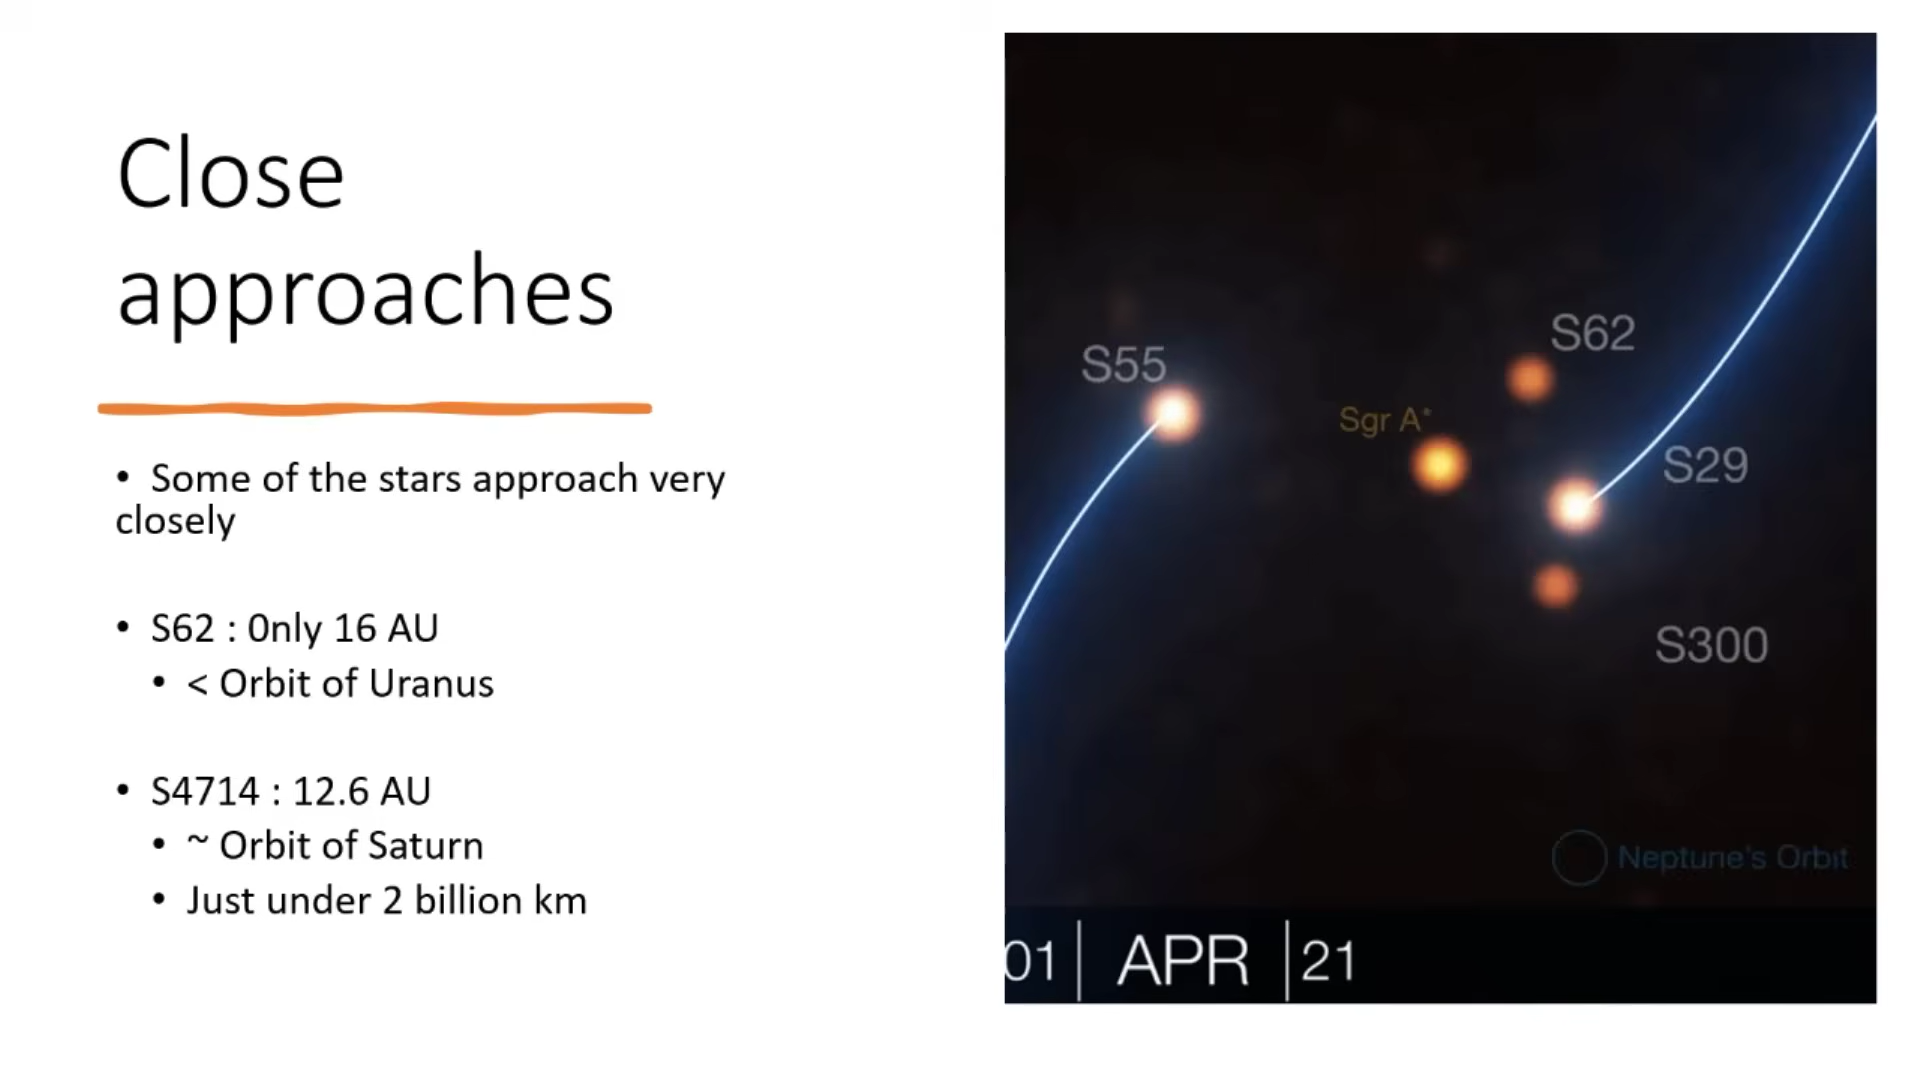 Close
approaches
• Some of the stars approach very
closely
• S62 : 0nly 16 AU
• < Orbit of Uranus
• S4714 : 12.6 AU
• ~ Orbit of Saturn
• Just under 2 billion km
S55
S62
Sgr A*
S29
S300
Neptune's Orbit
01 | APR | 21